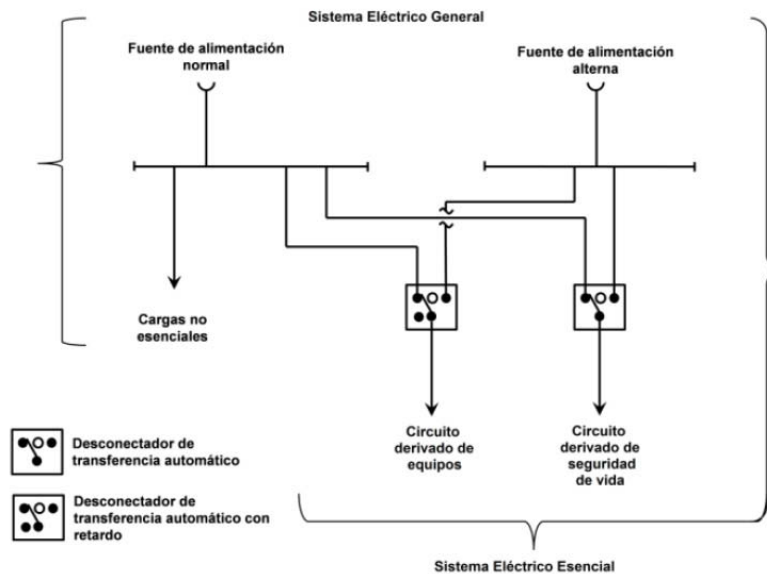 Sistema Eléctrico General
Fuente de alimentación
normal
Fuente de alimentación
alterna
Cargas no
esenciales
Circuito
derivado de
equipos
Circuito
derivado de
seguridad
de vida
Desconectador de
transferencia automático
Desconectador de
transferencia automático con
retardo
Sistema Eléctrico Esencial